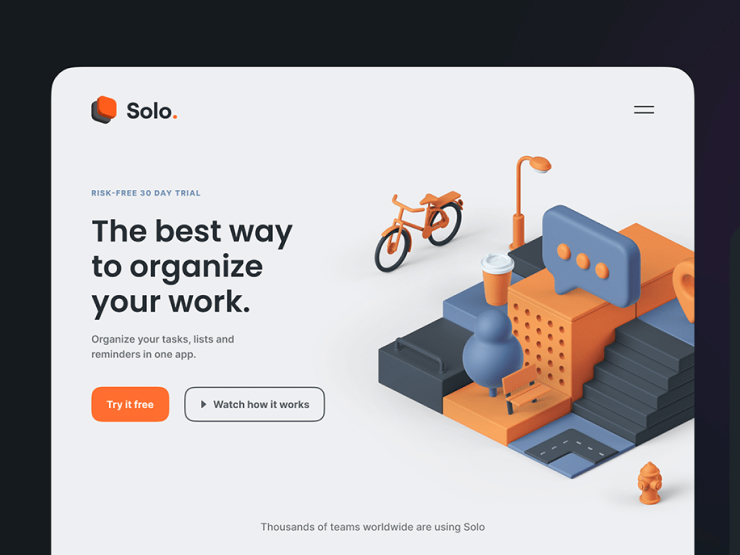 Solo.
RISK-FREE 30 DAY TRIAL
The best way
to organize
your work.
Organize your tasks, lists and
reminders in one app.
Try it free
Watch how it works
Thousands of teams worldwide are using Solo